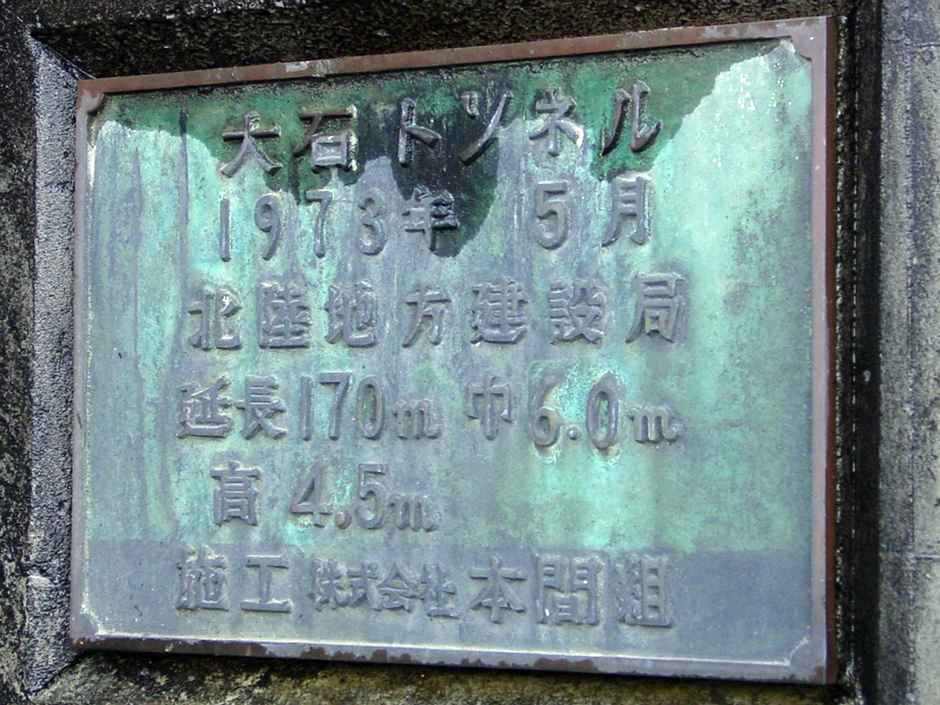 大石トンネル
1973年 5月
北陸地方建設局
延長170m 巾6.0m
高 4.5m
施工 株式会社 本間組